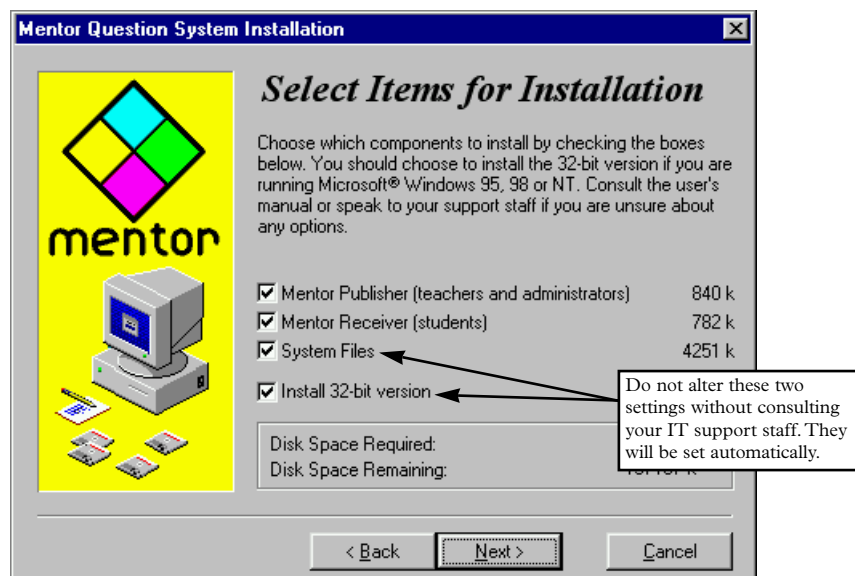 Mentor Question System Installation
Select Items for Installation
Choose which components to install by checking the boxes
below. You should choose to install the 32-bit version if you are
running Microsoft® Windows 95, 98 or NT. Consult the user's
manual or speak to your support staff if you are unsure about
any options.
mentor
Mentor Publisher (teachers and administrators) 840 k
Mentor Receiver (students) 782 k
System Files 4251 k
Install 32-bit version
Do not alter these two
settings without consulting
your IT support staff. They
will be set automatically.
Disk Space Required:
Disk Space Remaining:
< Back
Next >
Cancel